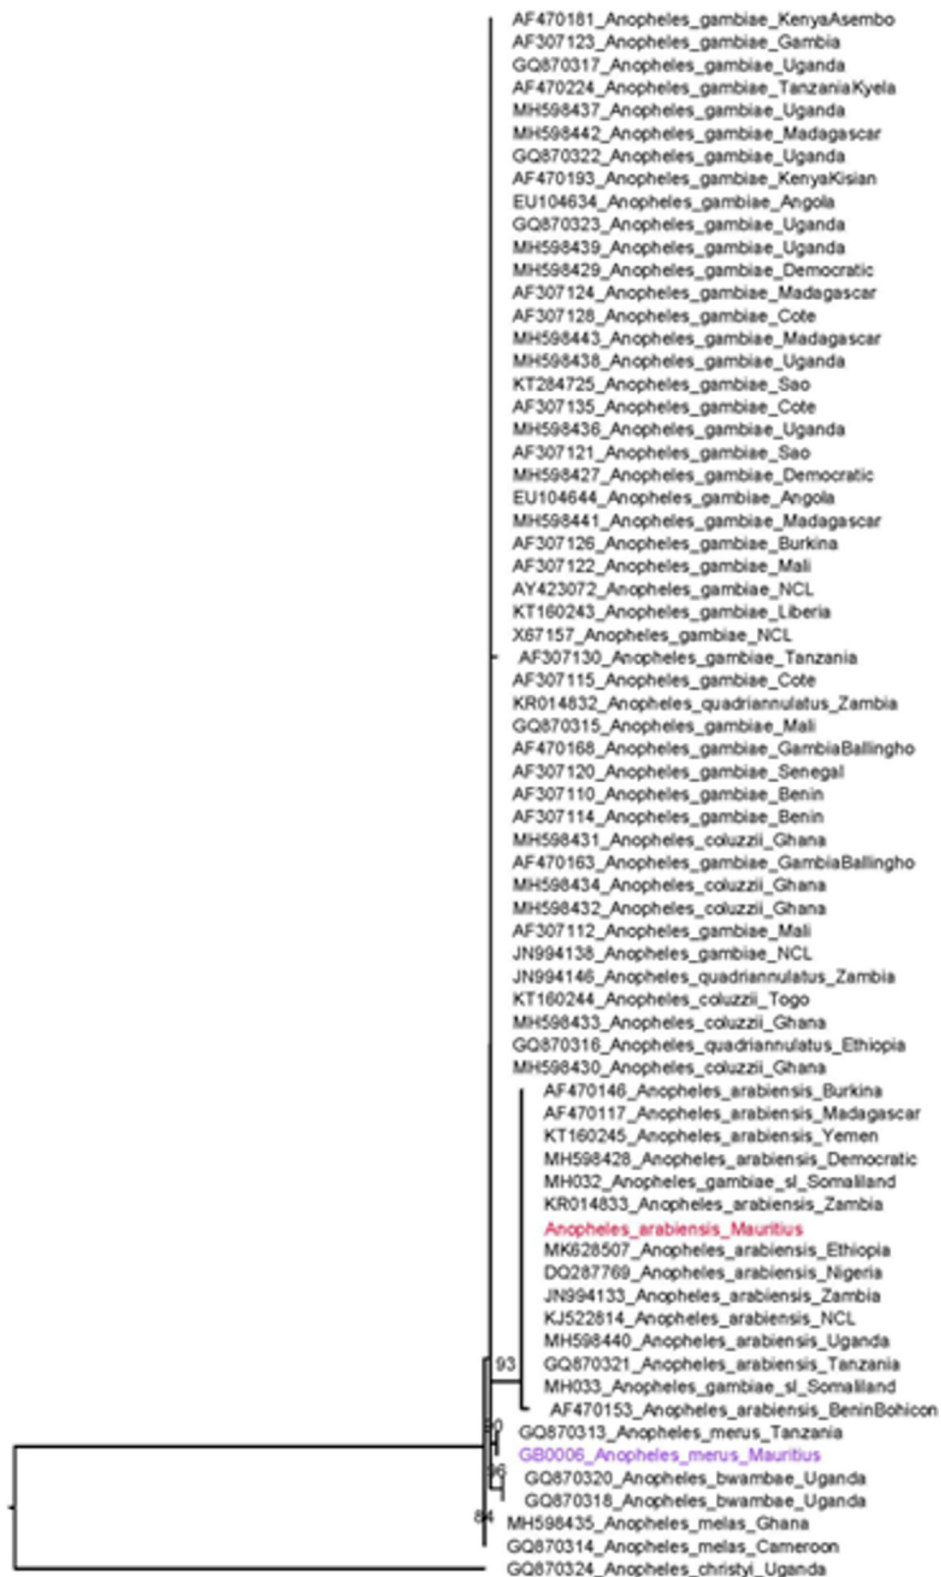 AF470181_Anopheles_gambiae_KenyaAsembo
AF307123_Anopheles_gambiae_Gambia
GQ870317_Anopheles_gambiae_Uganda
AF470224_Anopheles_gambiae_TanzaniaKyela
MH598437_Anopheles_gambiae_Uganda
MH598442_Anopheles_gambiae_Madagascar
GQ870322_Anopheles_gambiae_Uganda
AF470193_Anopheles_gambiae_KenyaKisian
EU104634_Anopheles_gambiae_Angola
GQ870323_Anopheles_gambiae_Uganda
MH598439_Anopheles_gambiae_Uganda
MH598429_Anopheles_gambiae_Democratic
AF307124_Anopheles_gambiae_Madagascar
AF307128_Anopheles_gambiae_Cote
MH598443_Anopheles_gambiae_Madagascar
MH598438_Anopheles_gambiae_Uganda
KT284725_Anopheles_gambiae_Sao
AF307135_Anopheles_gambiae_Cote
MH598436_Anopheles_gambiae_Uganda
AF307121_Anopheles_gambiae_Sao
MH598427_Anopheles_gambiae_Democratic
EU104644_Anopheles_gambiae_Angola
MH598441_Anopheles_gambiae_Madagascar
AF307126_Anopheles_gambiae_Burkina
AF307122_Anopheles_gambiae_Mali
AY423072_Anopheles_gambiae_NCL
KT160243_Anopheles_gambiae_Liberia
X67157_Anopheles_gambiae_NCL
AF307130_Anopheles_gambiae_Tanzania
AF307115_Anopheles_gambiae_Cote
KR014832_Anopheles_quadriannulatus_Zambia
GQ870315_Anopheles_gambiae_Mali
AF470168_Anopheles_gambiae_GambiaBallingho
AF307120_Anopheles_gambiae_Senegal
AF307110_Anopheles_gambiae_Benin
AF307114_Anopheles_gambiae_Benin
MH598431_Anopheles_coluzzii_Ghana
AF470163_Anopheles_gambiae_GambiaBallingho
MH598434_Anopheles_coluzzii_Ghana
MH598432_Anopheles_coluzzii_Ghana
AF307112_Anopheles_gambiae_Mali
JN994138_Anopheles_gambiae_NCL
JN994146_Anopheles_quadriannulatus_Zambia
KT160244_Anopheles_coluzzii_Togo
MH598433_Anopheles_coluzzii_Ghana
GQ870316_Anopheles_quadriannulatus_Ethiopia
MH598430_Anopheles_coluzzii_Ghana
AF470146_Anopheles_arabiensis_Burkina
AF470117_Anopheles_arabiensis_Madagascar
KT160245_Anopheles_arabiensis_Yemen
MH598428_Anopheles_arabiensis_Democratic
MH032_Anopheles_gambiae_sl_Somaliland
KR014833_Anopheles_arabiensis_Zambia
Anopheles_arabiensis_Mauritius
MK628507_Anopheles_arabiensis_Ethiopia
DQ287769_Anopheles_arabiensis_Nigeria
JN994133_Anopheles_arabiensis_Zambia
KJ522814_Anopheles_arabiensis_NCL
MH598440_Anopheles_arabiensis_Uganda
93 GQ870321_Anopheles_arabiensis_Tanzania
MH033_Anopheles_gambiae_sl_Somaliland
AF470153_Anopheles_arabiensis_BeninBohicon
GQ870313_Anopheles_merus_Tanzania
GB0006_Anopheles_merus_Mauritius
GQ870320_Anopheles_bwambae_Uganda
GQ870318_Anopheles_bwambae_Uganda
84 MH598435_Anopheles_melas_Ghana
GQ870314_Anopheles_melas_Cameroon
GQ870324_Anopheles_christyi_Uganda